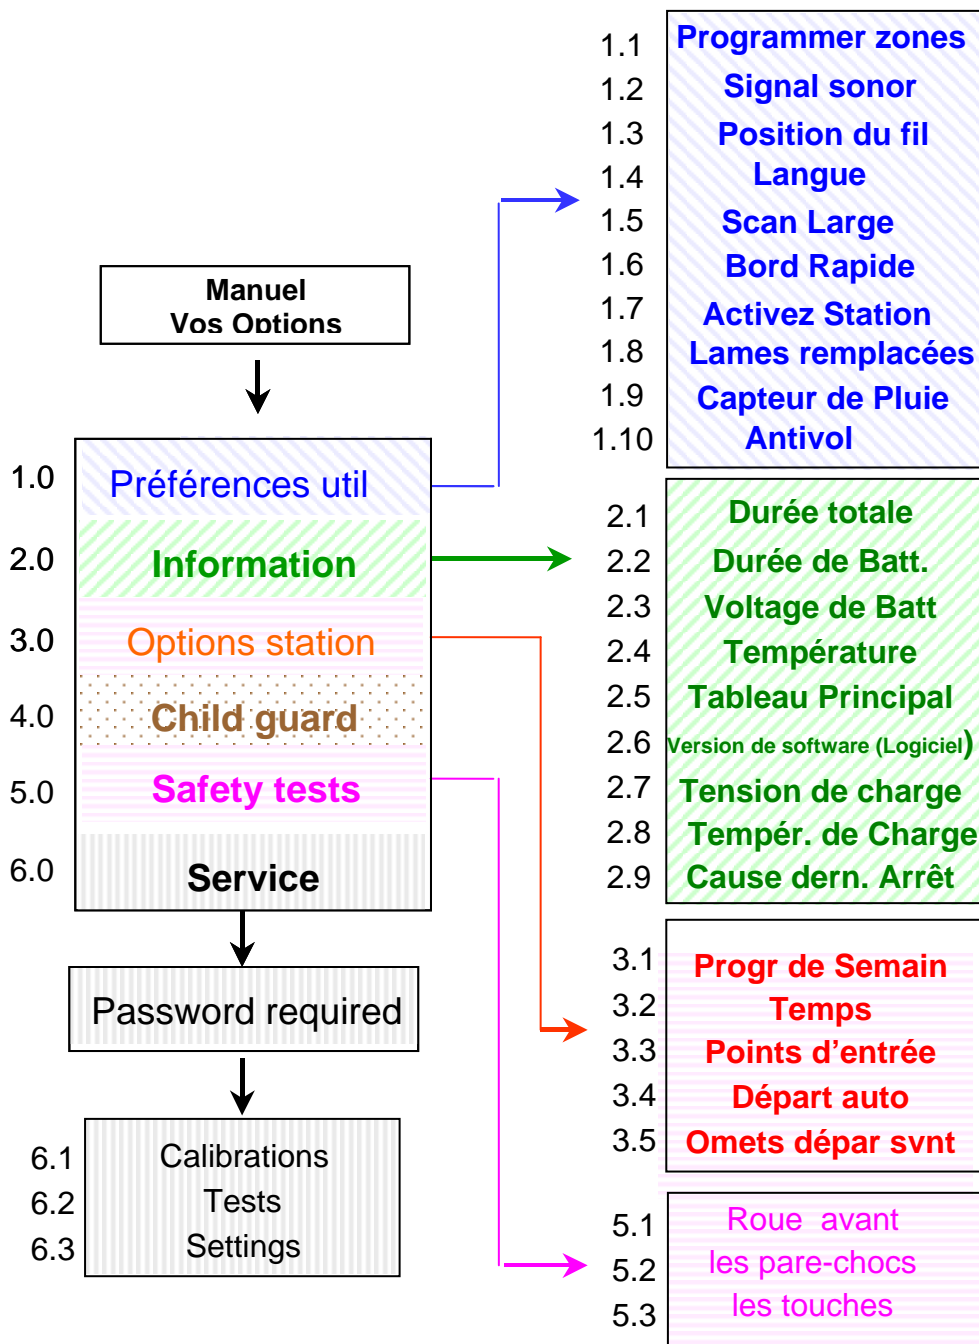 Manuel
Vos Options
1.0 Préférences util
2.0 Information
3.0 Options station
4.0 Child guard
5.0 Safety tests
6.0 Service
Password required
6.1 Calibrations
6.2 Tests
6.3 Settings
1.1 Programmer zones
1.2 Signal sonor
1.3 Position du fil
1.4 Langue
1.5 Scan Large
1.6 Bord Rapide
1.7 Activez Station
1.8 Lames remplacées
1.9 Capteur de Pluie
1.10 Antivol
2.1 Durée totale
2.2 Durée de Batt.
2.3 Voltage de Batt
2.4 Température
2.5 Tableau Principal
2.6 Version de software (Logiciel)
2.7 Tension de charge
2.8 Tempér. de Charge
2.9 Cause dern. Arrêt
3.1 Progr de Semain
3.2 Temps
3.3 Points d’entrée
3.4 Départ auto
3.5 Omets dépar svnt
5.1 Roue avant
5.2 les pare-chocs
5.3 les touches